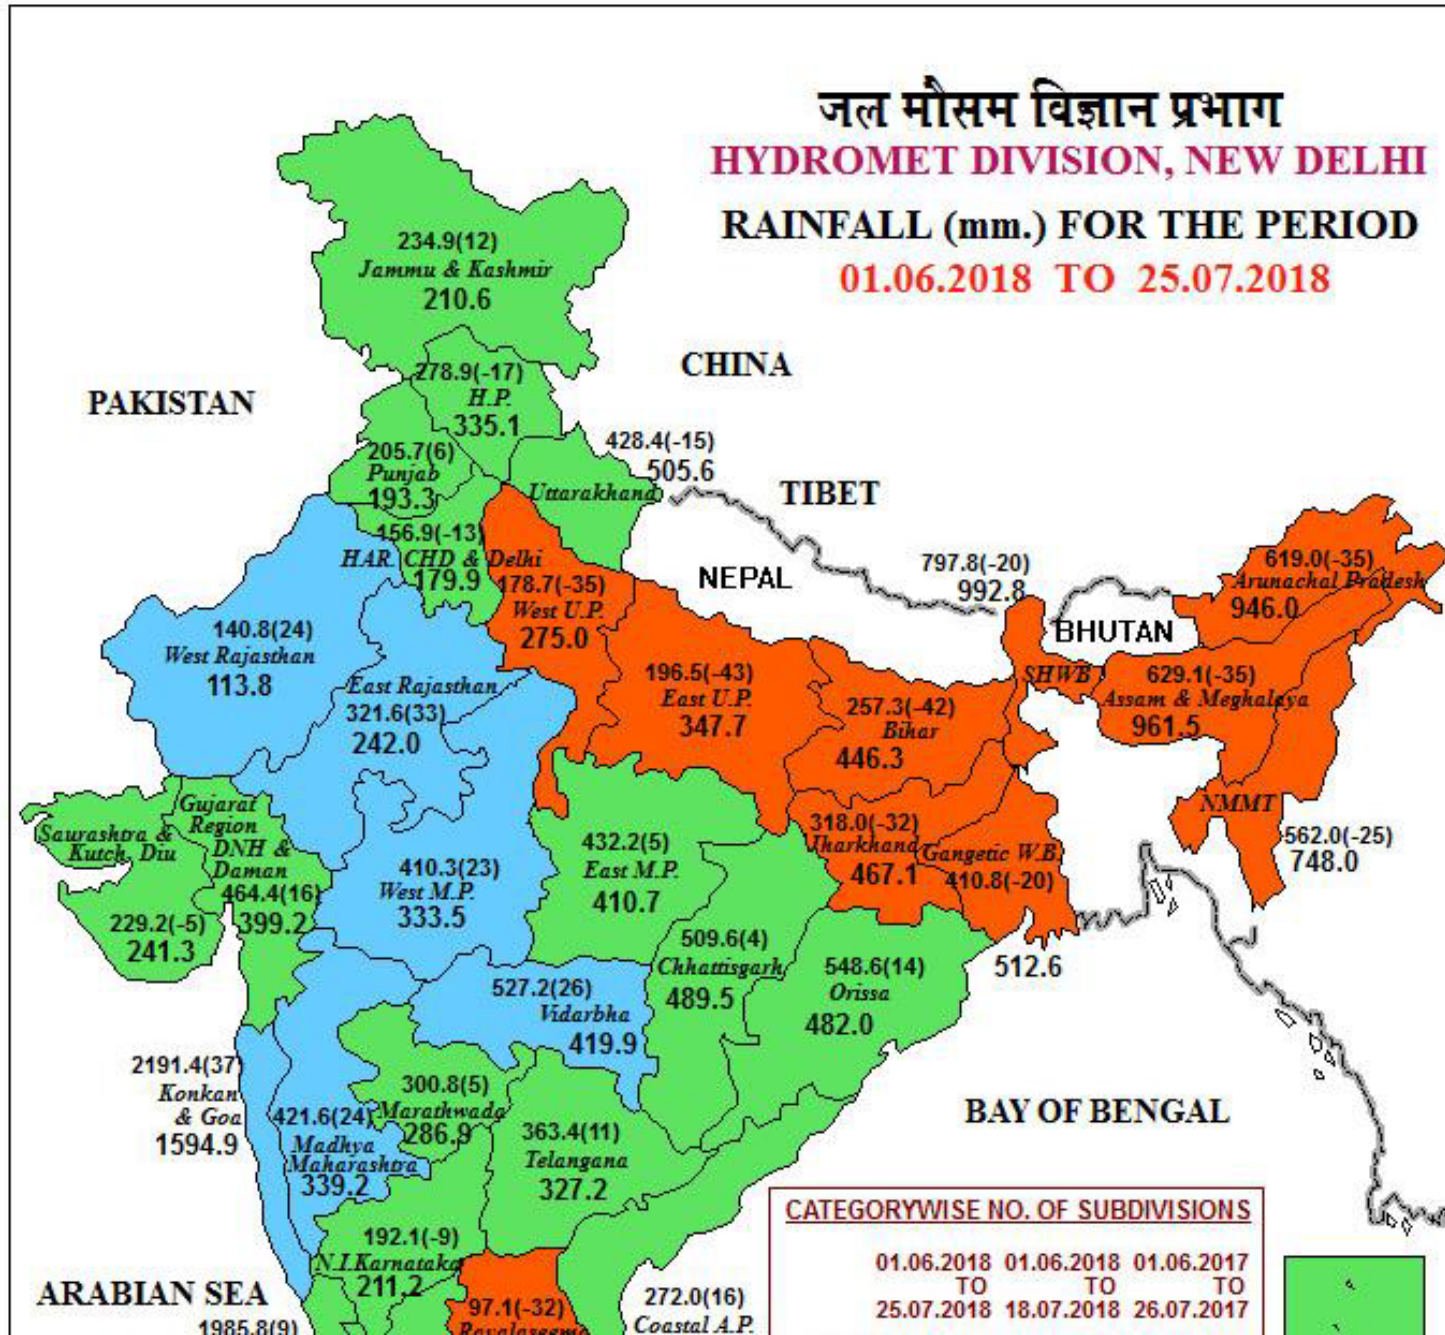 जल मौसम विज्ञान प्रभाग
HYDROMET DIVISION, NEW DELHI
RAINFALL (mm.) FOR THE PERIOD
01.06.2018 TO 25.07.2018
234.9(12)
Jammu & Kashmir
210.6
CHINA
PAKISTAN
278.9(-17)
H.P.
335.1
205.7(6)
Punjab
193.3
428.4(-15)
505.6
Uttarakhand
TIBET
156.9(-13)
HAR. CHD & Delhi
179.9
178.7(-35)
West U.P.
275.0
NEPAL
797.8(-20)
992.8
619.0(-35)
Arunachal Pradesh
946.0
BHUTAN
140.8(24)
West Rajasthan
113.8
East Rajasthan
321.6(33)
242.0
196.5(-43)
East U.P.
347.7
257.3(-42)
Bihar
446.3
SHWB
629.1(-35)
Assam & Meghalaya
961.5
Gujarat
Region
DNH &
Daman
464.4(16)
399.2
Saurashtra &
Kutch, Diu
229.2(-5)
241.3
410.3(23)
West M.P.
333.5
432.2(5)
East M.P.
410.7
318.0(-32)
Jharkhand
467.1
Gangetic W.B.
410.8(-20)
512.6
NMMT
562.0(-25)
748.0
527.2(26)
Vidarbha
419.9
509.6(4)
Chhattisgarh
489.5
548.6(14)
Orissa
482.0
2191.4(37)
Konkan
& Goa
1594.9
421.6(24)
Madhya
Maharashtra
339.2
300.8(5)
Marathwada
286.9
363.4(11)
Telangana
327.2
BAY OF BENGAL
192.1(-9)
N.I.Karnataka
211.2
ARABIAN SEA
1985.8(9)
97.1(-32)
Rayalaseema
272.0(16)
Coastal A.P.
CATEGORYWISE NO. OF SUBDIVISIONS
01.06.2018 01.06.2018 01.06.2017
TO TO TO
25.07.2018 18.07.2018 26.07.2017